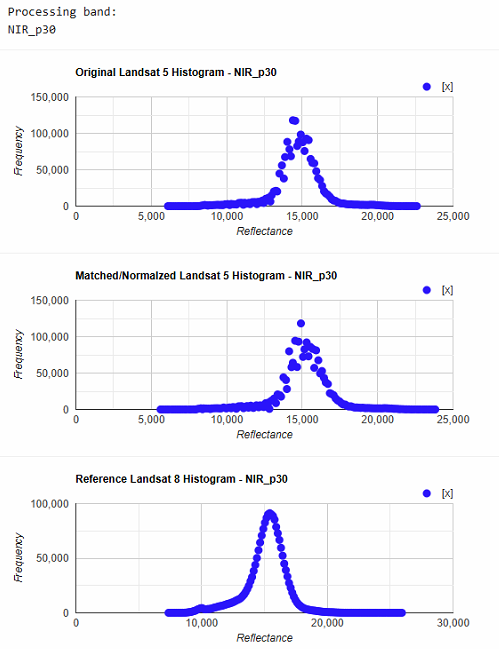 Processing band:
NIR_p30
Original Landsat 5 Histogram - NIR_p30
[x]
150,000
100,000
50,000
0
Frequency
0 5,000 10,000 15,000 20,000 25,000
Reflectance
Matched/Normalzed Landsat 5 Histogram - NIR_p30
[x]
150,000
100,000
50,000
0
Frequency
0 5,000 10,000 15,000 20,000 25,000
Reflectance
Reference Landsat 8 Histogram - NIR_p30
[x]
100,000
50,000
0
Frequency
0 10,000 20,000 30,000
Reflectance